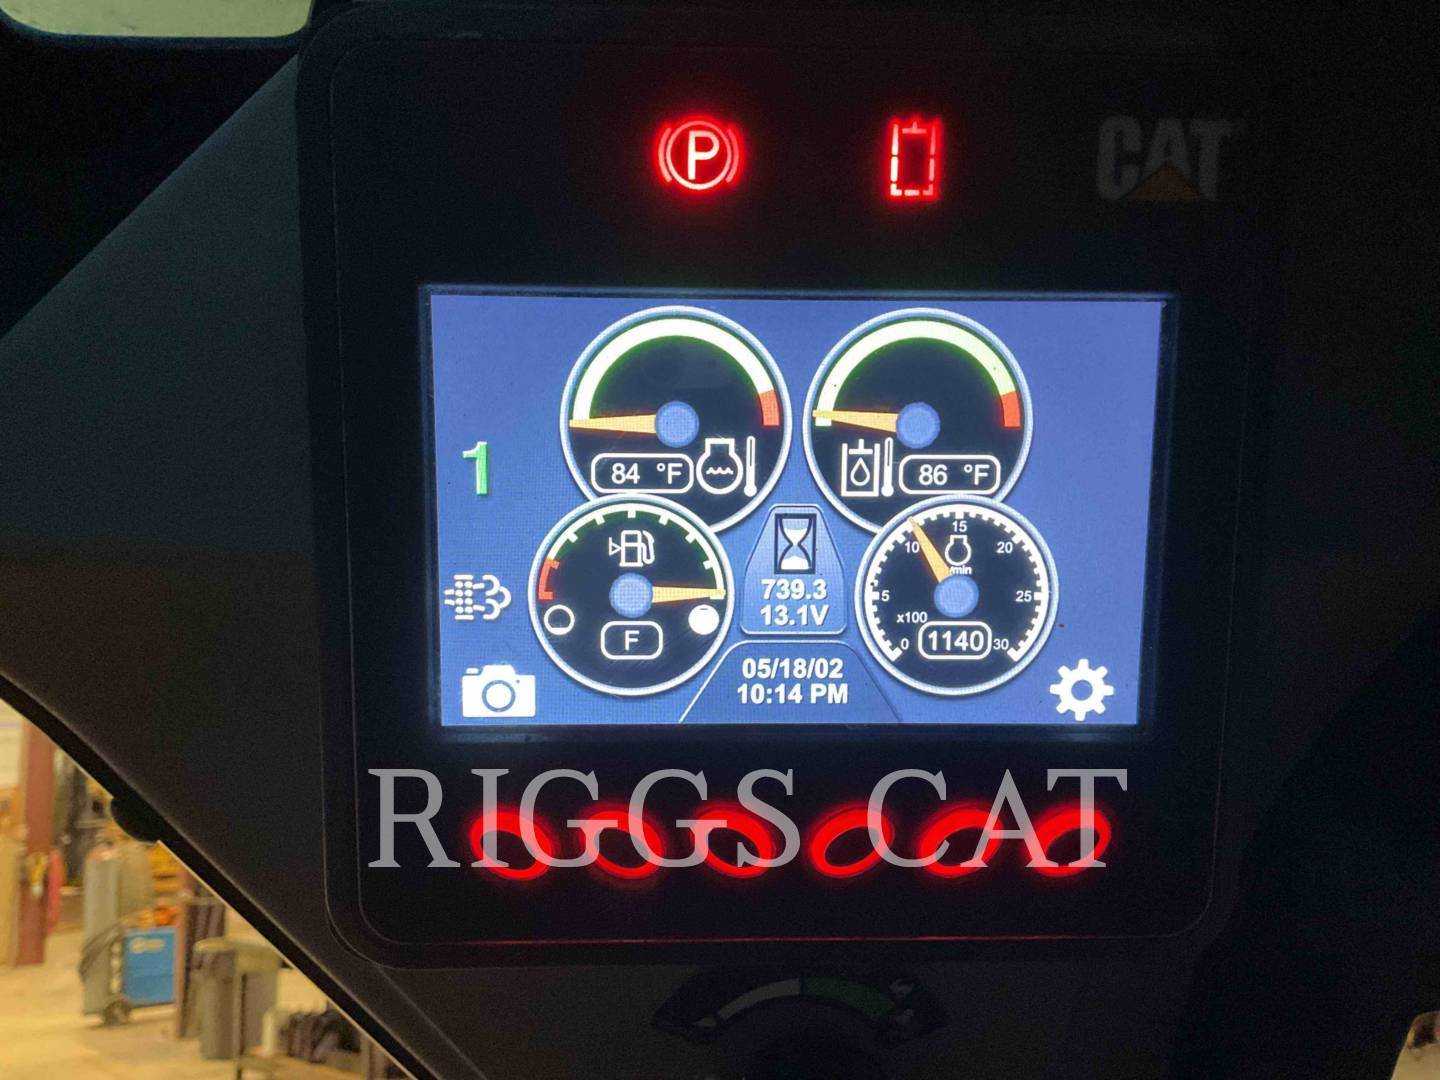 P
CAT
84 °F
86 °F
1
F
739.3
13.1V
0
5
10
15
20
25
30
/min
x100
1140
05/18/02
10:14 PM
RIGGS CAT